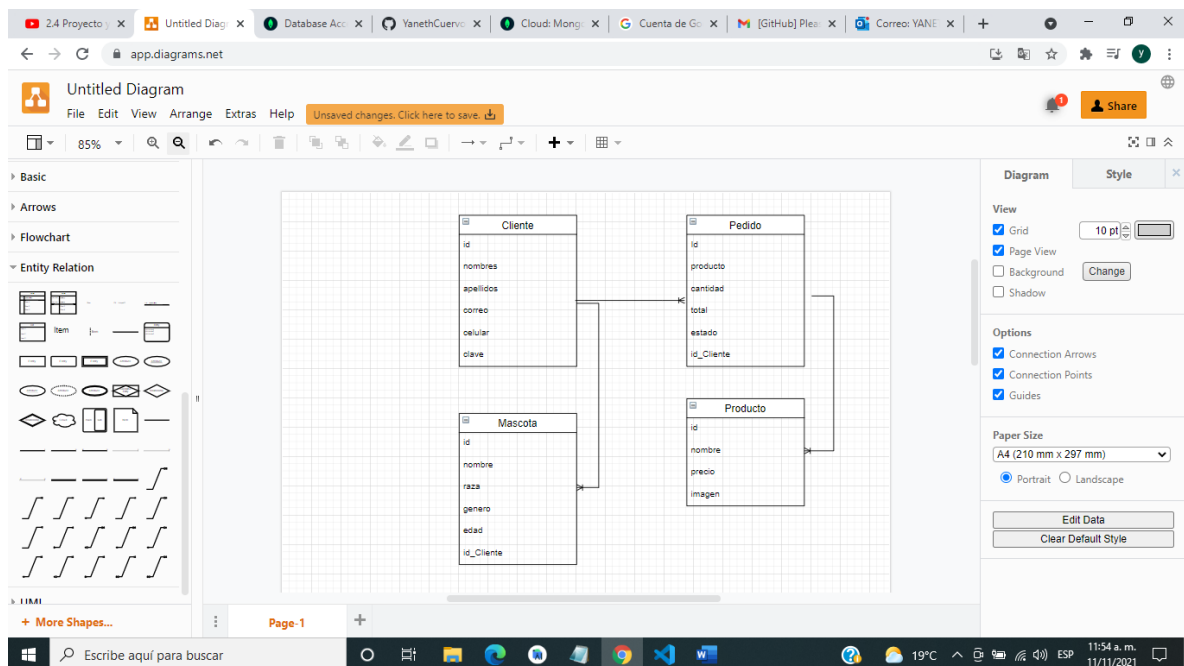 2.4 Proyecto y
Untitled Diagr
Database Acc
YanethCuervo
Cloud: Mong
Cuenta de Go
[GitHub] Plea
Correo: YANE
app.diagrams.net
y
Untitled Diagram
File Edit View Arrange Extras Help
Unsaved changes. Click here to save.
1
Share
85%
Basic
Arrows
Flowchart
Entity Relation
Item
UML
+ More Shapes...
Cliente
id
nombres
apellidos
correo
celular
clave
Pedido
Id
producto
cantidad
total
estado
id_Cliente
Mascota
id
nombre
raza
genero
edad
id_Cliente
Producto
id
nombre
precio
imagen
Page-1
Diagram
Style
View
Grid
10 pt
Page View
Background
Change
Shadow
Options
Connection Arrows
Connection Points
Guides
Paper Size
A4 (210 mm x 297 mm)
Portrait
Landscape
Edit Data
Clear Default Style
Escribe aquí para buscar
19°C
ESP
11:54 a. m.
11/11/2021